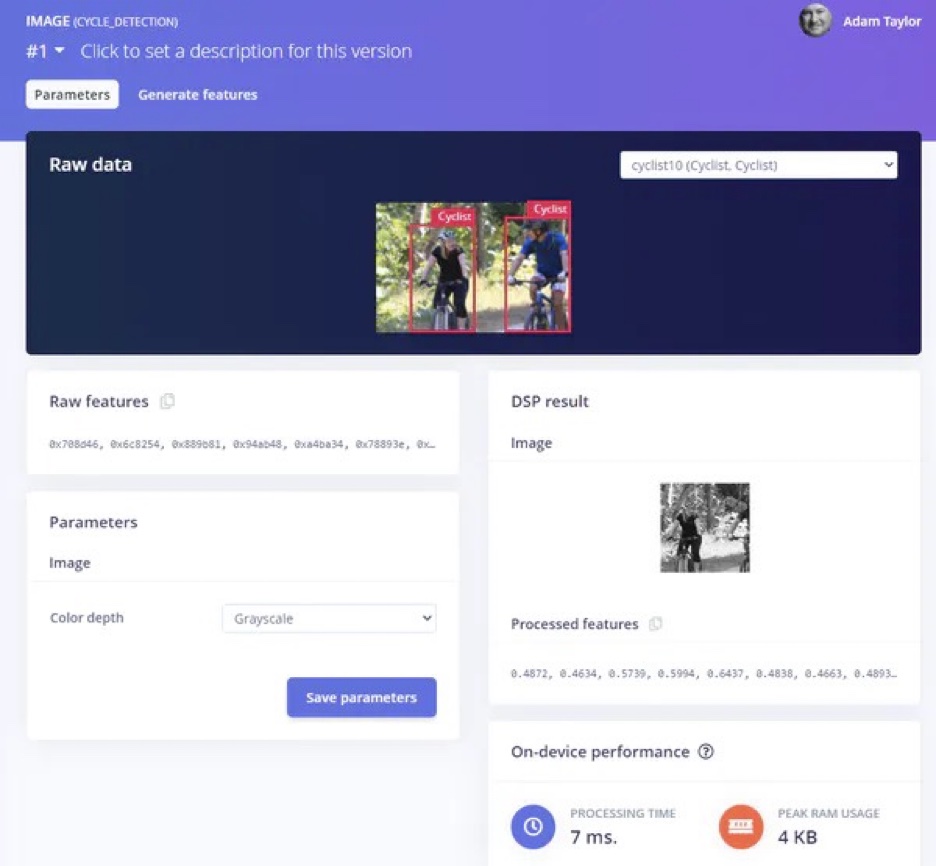 IMAGE (CYCLE_DETECTION)
Adam Taylor
#1 Click to set a description for this version
Parameters Generate features
Raw data
cyclist10 (Cyclist, Cyclist)
Cyclist
Cyclist
Raw features
0x708d46, 0x6c8254, 0x889b81, 0x94ab48, 0xa4ba34, 0x78893e, 0x…
Parameters
Image
Color depth
Grayscale
Save parameters
DSP result
Image
Processed features
0.4872, 0.4634, 0.5739, 0.5994, 0.6437, 0.4838, 0.4663, 0.4893…
On-device performance ?
PROCESSING TIME
7 ms.
PEAK RAM USAGE
4 KB